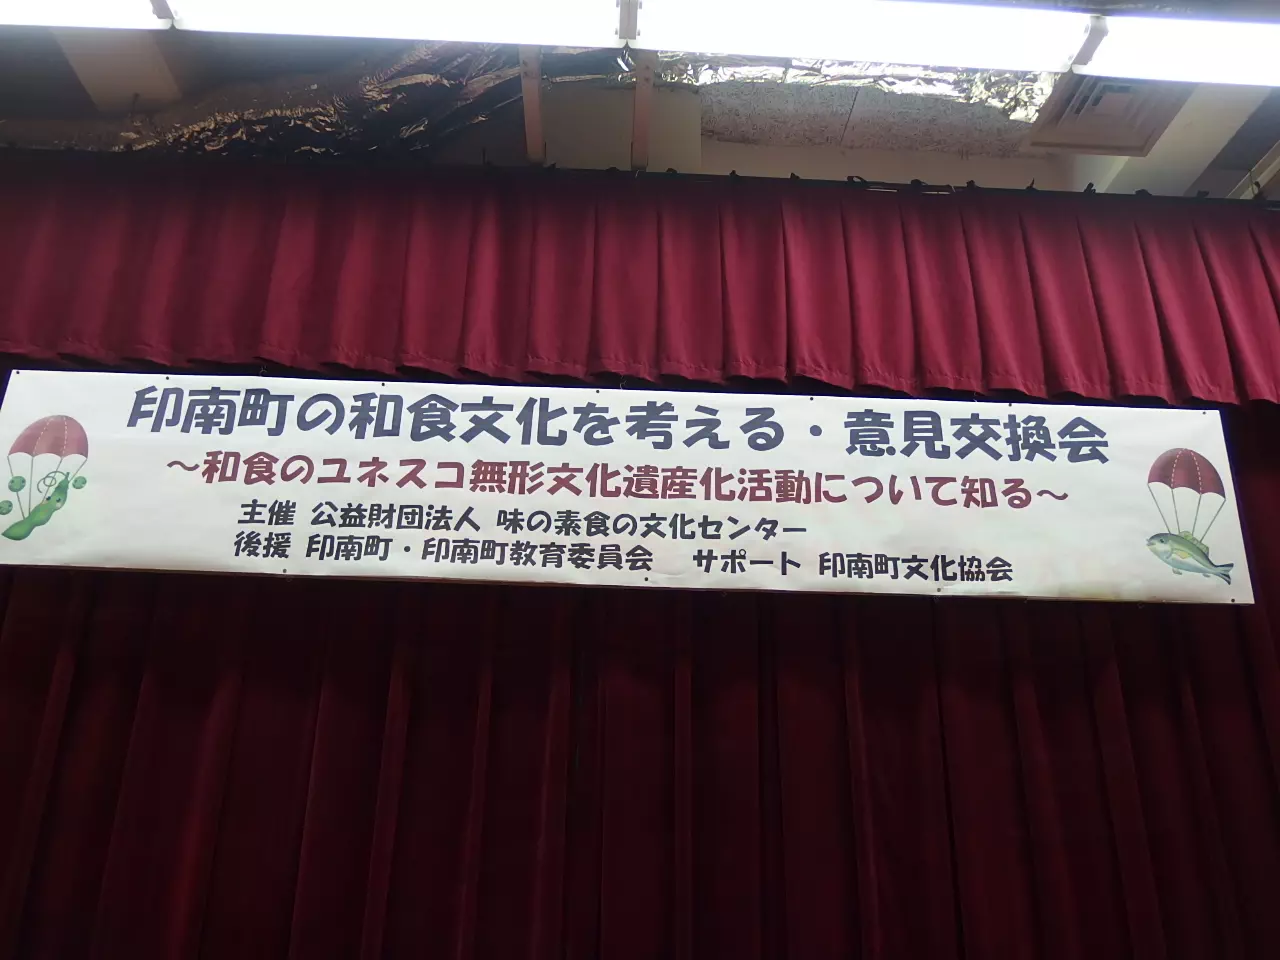 印南町の和食文化を考える・意見交換会
~和食のユネスコ無形文化遺産化活動について知る~
主催 公益財団法人 味の素食の文化センター
後援 印南町・印南町教育委員会 サポート 印南町文化協会